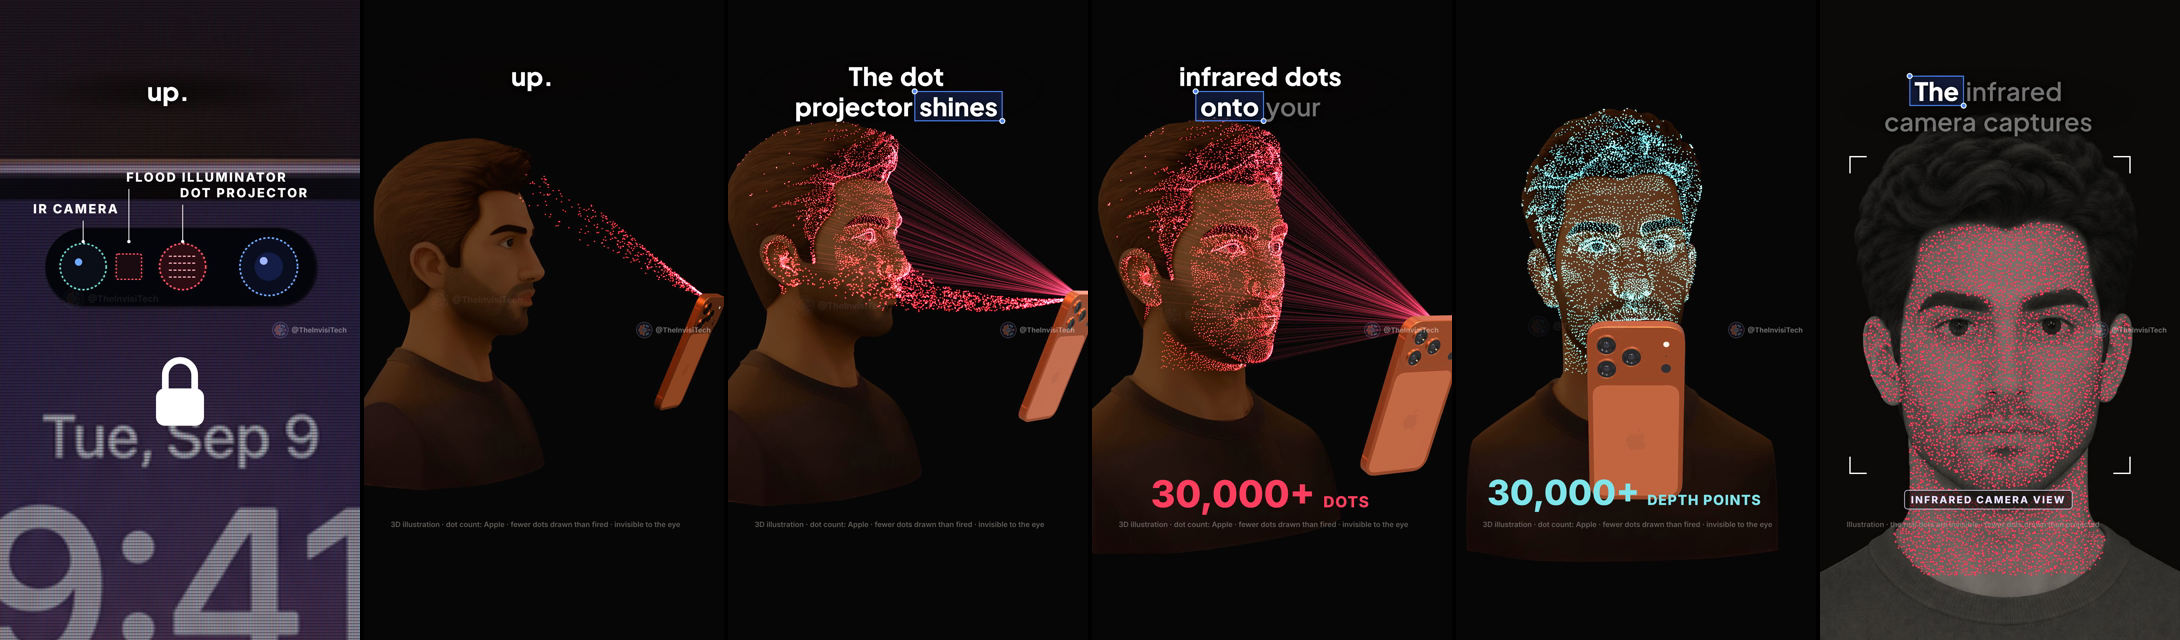 up.
FLOOD ILLUMINATOR
DOT PROJECTOR
IR CAMERA
@TheInvisiTech
@TheInvisiTech
Tue, Sep 9
9:41
up.
@TheInvisiTech
@TheInvisiTech
3D illustration · dot count: Apple · fewer dots drawn than fired · invisible to the eye
The dot
projector shines
@TheInvisiTech
3D illustration · dot count: Apple · fewer dots drawn than fired · invisible to the eye
infrared dots
onto your
@TheInvisiTech
30,000+ DOTS
3D illustration · dot count: Apple · fewer dots drawn than fired · invisible to the eye
@TheInvisiTech
30,000+ DEPTH POINTS
3D illustration · dot count: Apple · fewer dots drawn than fired · invisible to the eye
The infrared
camera captures
@TheInvisiTech
INFRARED CAMERA VIEW